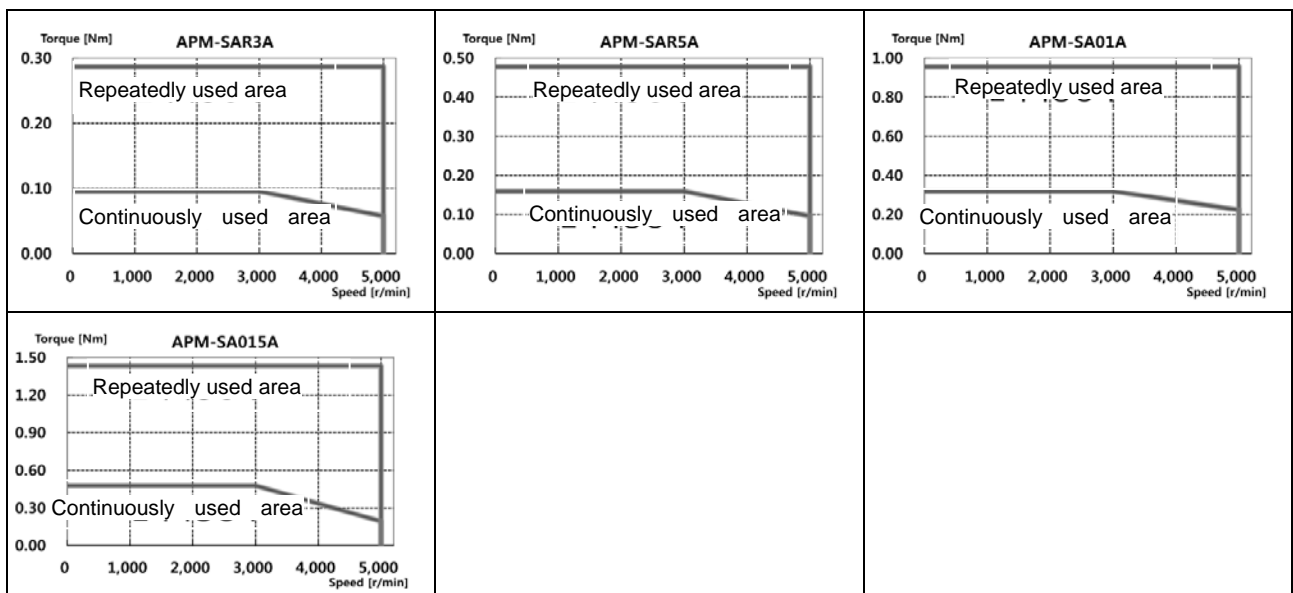 Torque [Nm] APM-SAR3A
0.30
Repeatedly used area
0.20
0.10
Continuously used area
0.00
0 1,000 2,000 3,000 4,000 5,000
Speed [r/min]
Torque [Nm] APM-SAR5A
0.50
Repeatedly used area
0.40
0.30
0.20
0.10 Continuously used area
0.00
0 1,000 2,000 3,000 4,000 5,000
Speed [r/min]
Torque [Nm] APM-SA01A
1.00
Repeatedly used area
0.80
0.60
0.40
0.20 Continuously used area
0.00
0 1,000 2,000 3,000 4,000 5,000
Speed [r/min]
Torque [Nm] APM-SA015A
1.50
Repeatedly used area
1.20
0.90
0.60
0.30 Continuously used area
0.00
0 1,000 2,000 3,000 4,000 5,000
Speed [r/min]